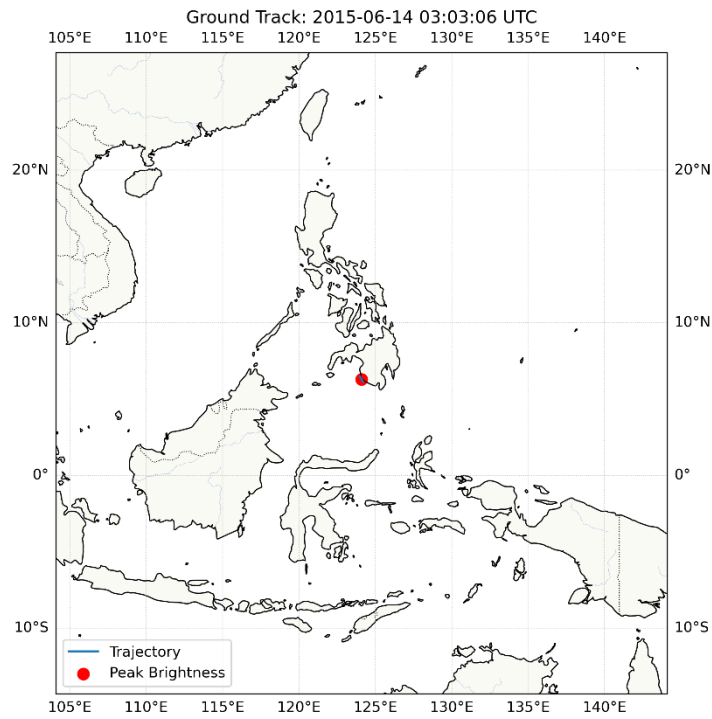 Ground Track: 2015-06-14 03:03:06 UTC
105°E 110°E 115°E 120°E 125°E 130°E 135°E 140°E
20°N 20°N
10°N 10°N
0° 0°
10°S 10°S
Trajectory
Peak Brightness
105°E 110°E 115°E 120°E 125°E 130°E 135°E 140°E